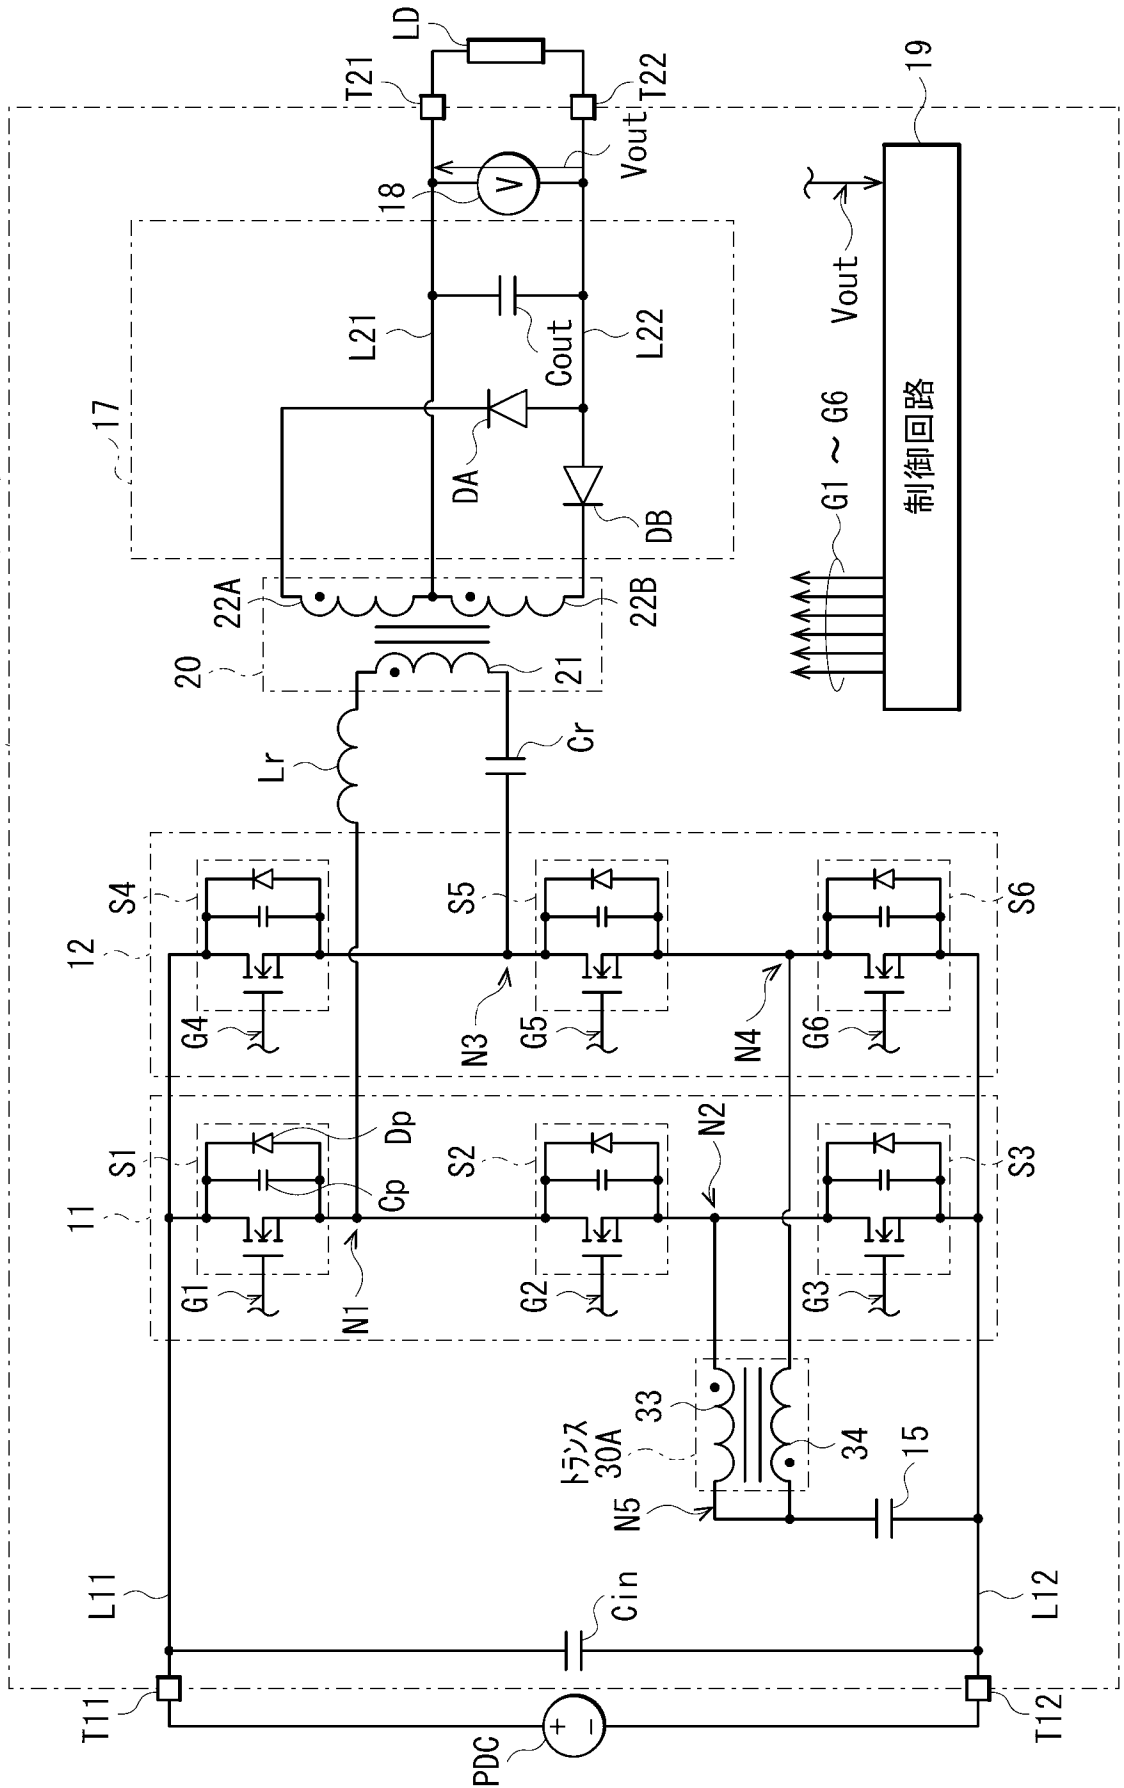 PDC
T11
T12
L11
L12
Cin
N5
15
トランス
30A
33
34
11
S1
G1
Dp
Cp
N1
S2
G2
N2
S3
G3
12
S4
G4
N3
S5
G5
N4
S6
G6
Lr
Cr
20
21
22A
22B
17
DA
DB
L21
L22
Cout
18
V
Vout
T21
T22
LD
G1 ～ G6
Vout
制御回路
19